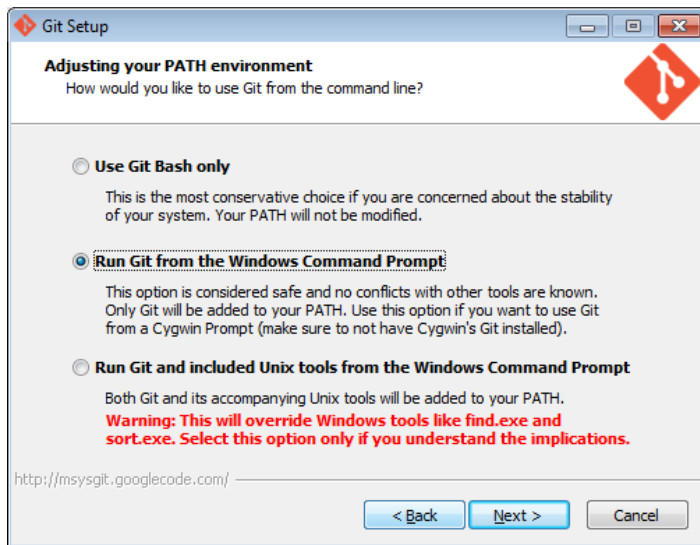 Git Setup
Adjusting your PATH environment
How would you like to use Git from the command line?
Use Git Bash only
This is the most conservative choice if you are concerned about the stability
of your system. Your PATH will not be modified.
Run Git from the Windows Command Prompt
This option is considered safe and no conflicts with other tools are known.
Only Git will be added to your PATH. Use this option if you want to use Git
from a Cygwin Prompt (make sure to not have Cygwin's Git installed).
Run Git and included Unix tools from the Windows Command Prompt
Both Git and its accompanying Unix tools will be added to your PATH.
Warning: This will override Windows tools like find.exe and
sort.exe. Select this option only if you understand the implications.
http://msysgit.googlecode.com/
< Back Next > Cancel